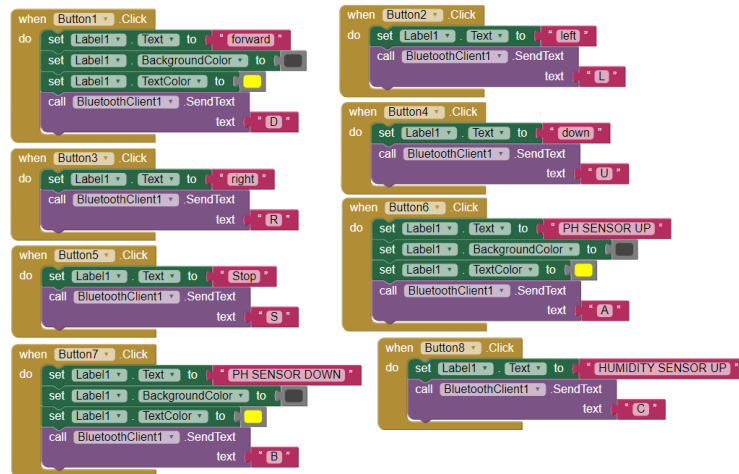 when Button1 .Click
do set Label1 . Text to " forward "
set Label1 . BackgroundColor to
set Label1 . TextColor to
call BluetoothClient1 .SendText
text " D "
when Button3 .Click
do set Label1 . Text to " right "
call BluetoothClient1 .SendText
text " R "
when Button5 .Click
do set Label1 . Text to " Stop "
call BluetoothClient1 .SendText
text " S "
when Button7 .Click
do set Label1 . Text to " PH SENSOR DOWN "
set Label1 . BackgroundColor to
set Label1 . TextColor to
call BluetoothClient1 .SendText
text " B "
when Button2 .Click
do set Label1 . Text to " left "
call BluetoothClient1 .SendText
text " L "
when Button4 .Click
do set Label1 . Text to " down "
call BluetoothClient1 .SendText
text " U "
when Button6 .Click
do set Label1 . Text to " PH SENSOR UP "
set Label1 . BackgroundColor to
set Label1 . TextColor to
call BluetoothClient1 .SendText
text " A "
when Button8 .Click
do set Label1 . Text to " HUMIDITY SENSOR UP "
call BluetoothClient1 .SendText
text " C "